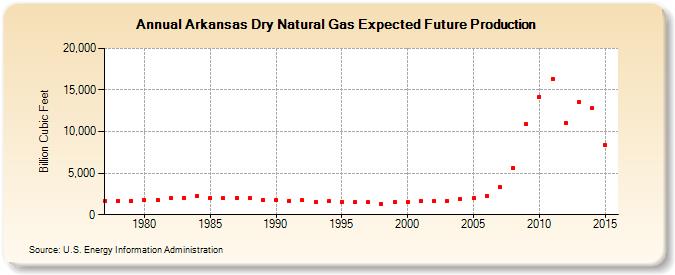 Annual Arkansas Dry Natural Gas Expected Future Production
Billion Cubic Feet
20,000
15,000
10,000
5,000
0
1980 1985 1990 1995 2000 2005 2010 2015
Source: U.S. Energy Information Administration